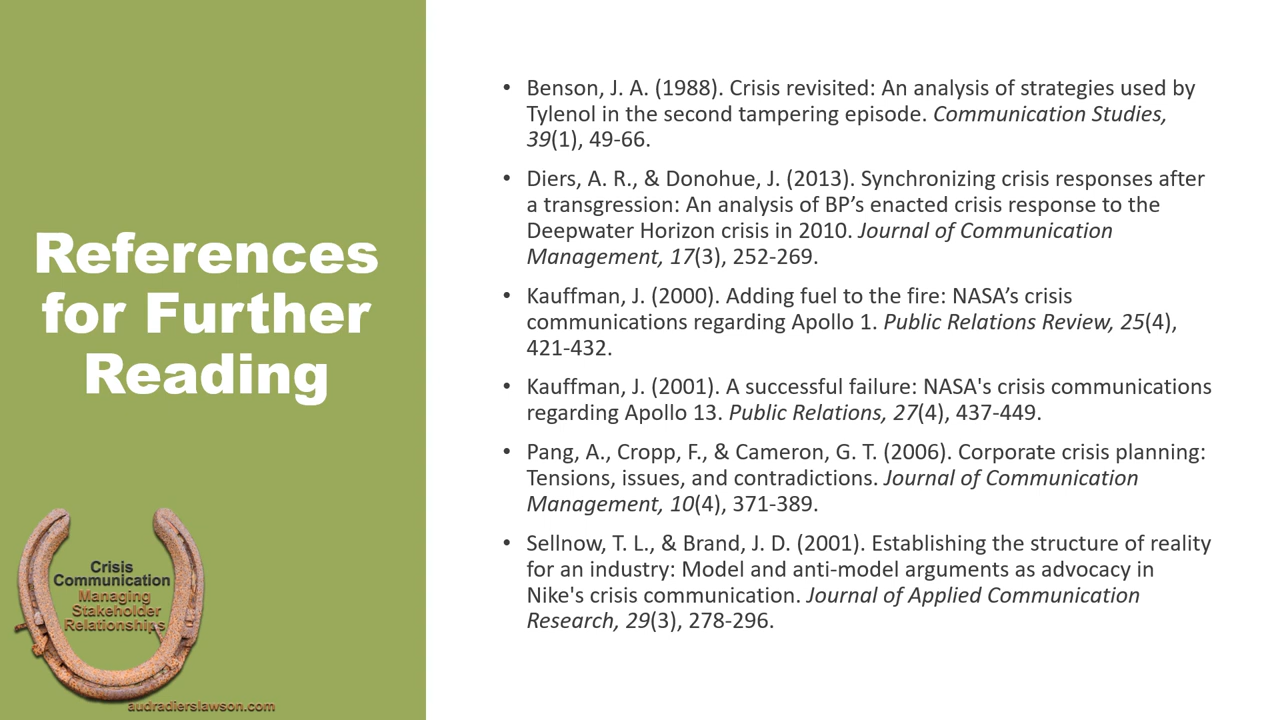 References
for Further
Reading
Crisis
Communication
Managing
Stakeholder
Relationships
audradierslawson.com
• Benson, J. A. (1988). Crisis revisited: An analysis of strategies used by
Tylenol in the second tampering episode. Communication Studies,
39(1), 49-66.
• Diers, A. R., & Donohue, J. (2013). Synchronizing crisis responses after
a transgression: An analysis of BP’s enacted crisis response to the
Deepwater Horizon crisis in 2010. Journal of Communication
Management, 17(3), 252-269.
• Kauffman, J. (2000). Adding fuel to the fire: NASA’s crisis
communications regarding Apollo 1. Public Relations Review, 25(4),
421-432.
• Kauffman, J. (2001). A successful failure: NASA's crisis communications
regarding Apollo 13. Public Relations, 27(4), 437-449.
• Pang, A., Cropp, F., & Cameron, G. T. (2006). Corporate crisis planning:
Tensions, issues, and contradictions. Journal of Communication
Management, 10(4), 371-389.
• Sellnow, T. L., & Brand, J. D. (2001). Establishing the structure of reality
for an industry: Model and anti-model arguments as advocacy in
Nike's crisis communication. Journal of Applied Communication
Research, 29(3), 278-296.